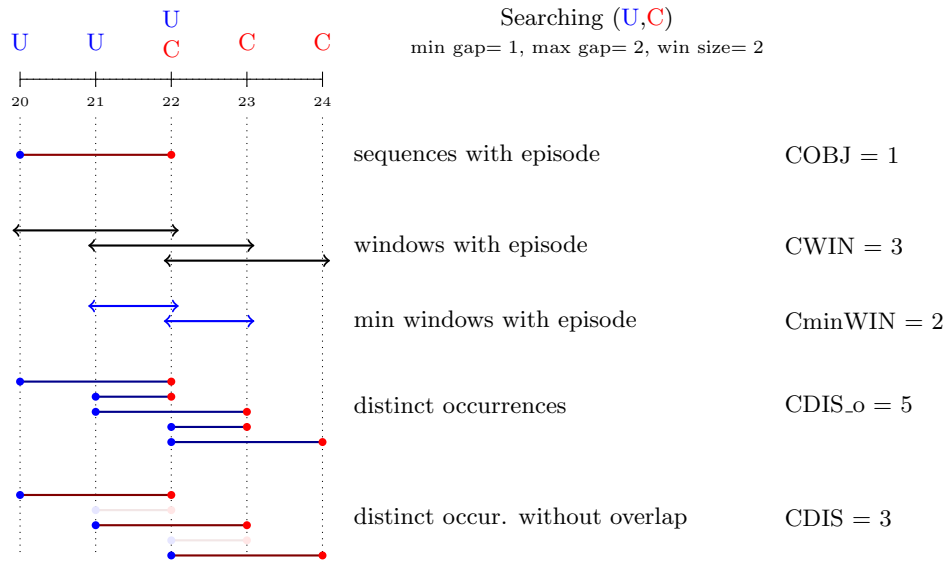 Searching (U,C)
min gap= 1, max gap= 2, win size= 2
U
U U C C
C
20 21 22 23 24
sequences with episode COBJ = 1
windows with episode CWIN = 3
min windows with episode CminWIN = 2
distinct occurrences CDIS_o = 5
distinct occur. without overlap CDIS = 3